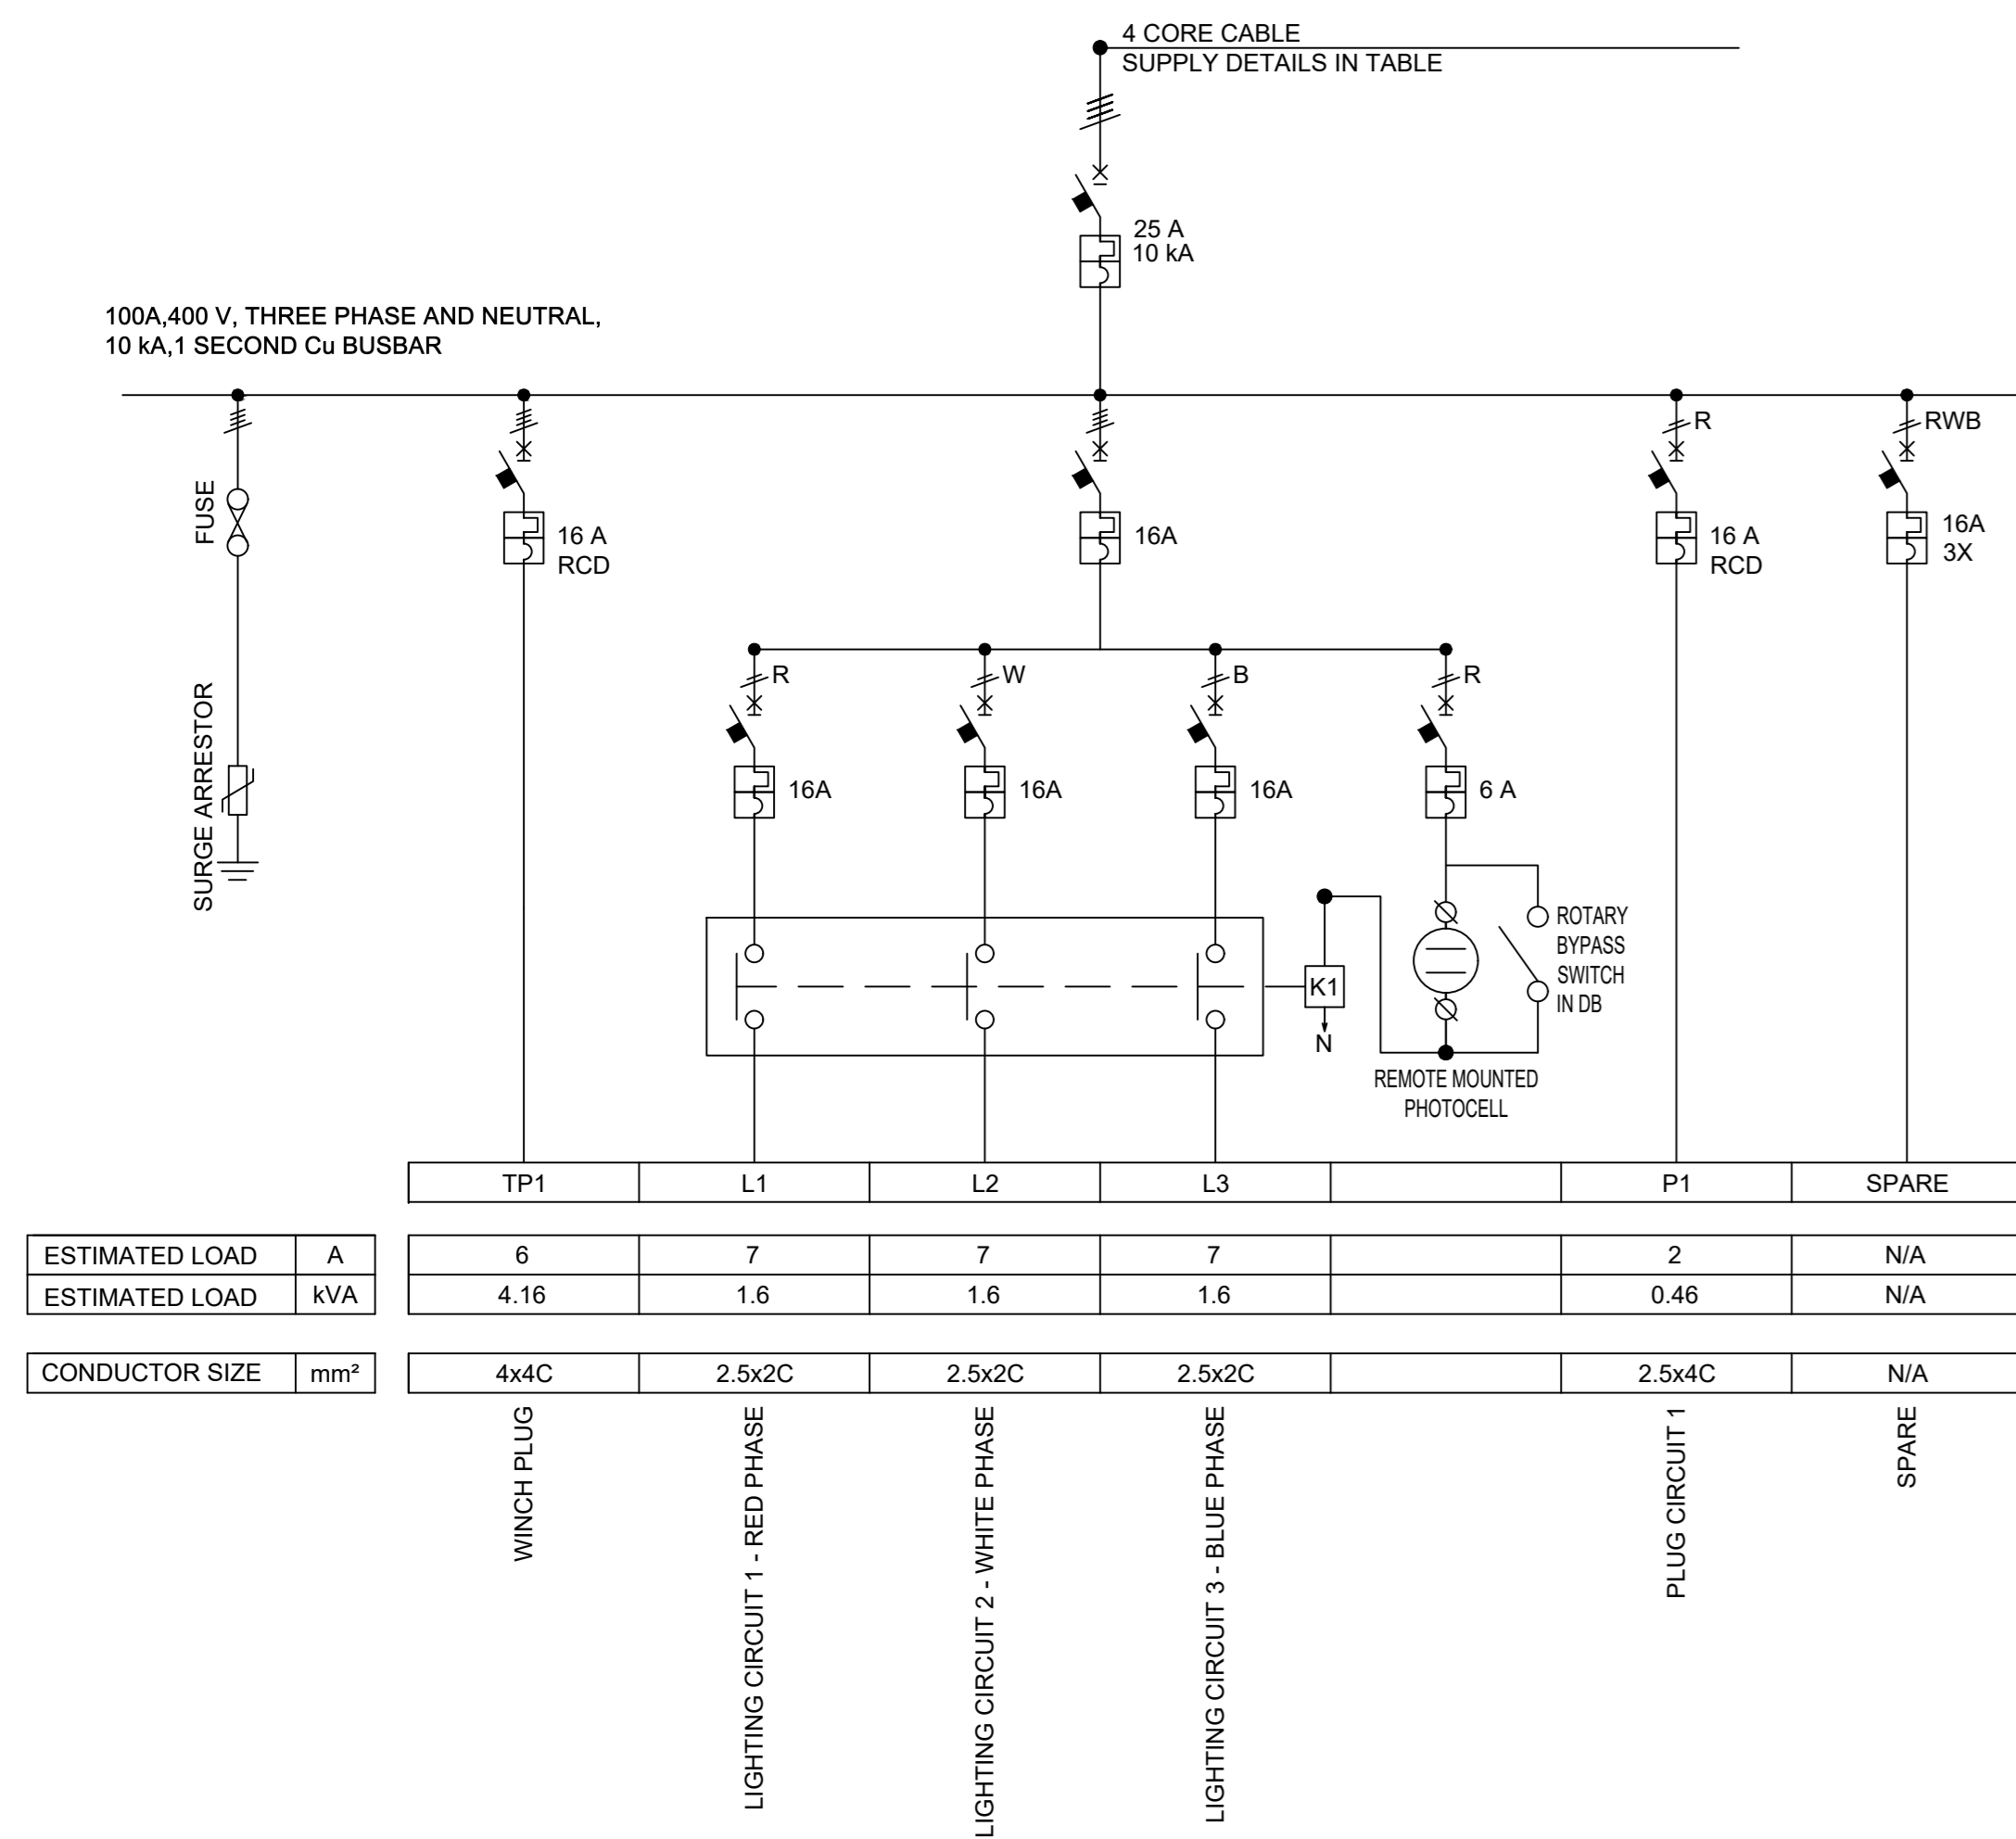 4 CORE CABLE
SUPPLY DETAILS IN TABLE
25 A
10 kA
100A,400 V, THREE PHASE AND NEUTRAL,
10 kA,1 SECOND Cu BUSBAR
R
RWB
FUSE
16 A
RCD
16A
16 A
RCD
16A
3X
R
W
B
R
SURGE ARRESTOR
16A
16A
16A
6 A
ROTARY
BYPASS
SWITCH
IN DB
K1
N
REMOTE MOUNTED
PHOTOCELL
TP1 L1 L2 L3 P1 SPARE
ESTIMATED LOAD A 6 7 7 7 2 N/A
ESTIMATED LOAD kVA 4.16 1.6 1.6 1.6 0.46 N/A
CONDUCTOR SIZE mm² 4x4C 2.5x2C 2.5x2C 2.5x2C 2.5x4C N/A
WINCH PLUG
LIGHTING CIRCUIT 1 - RED PHASE
LIGHTING CIRCUIT 2 - WHITE PHASE
LIGHTING CIRCUIT 3 - BLUE PHASE
PLUG CIRCUIT 1
SPARE